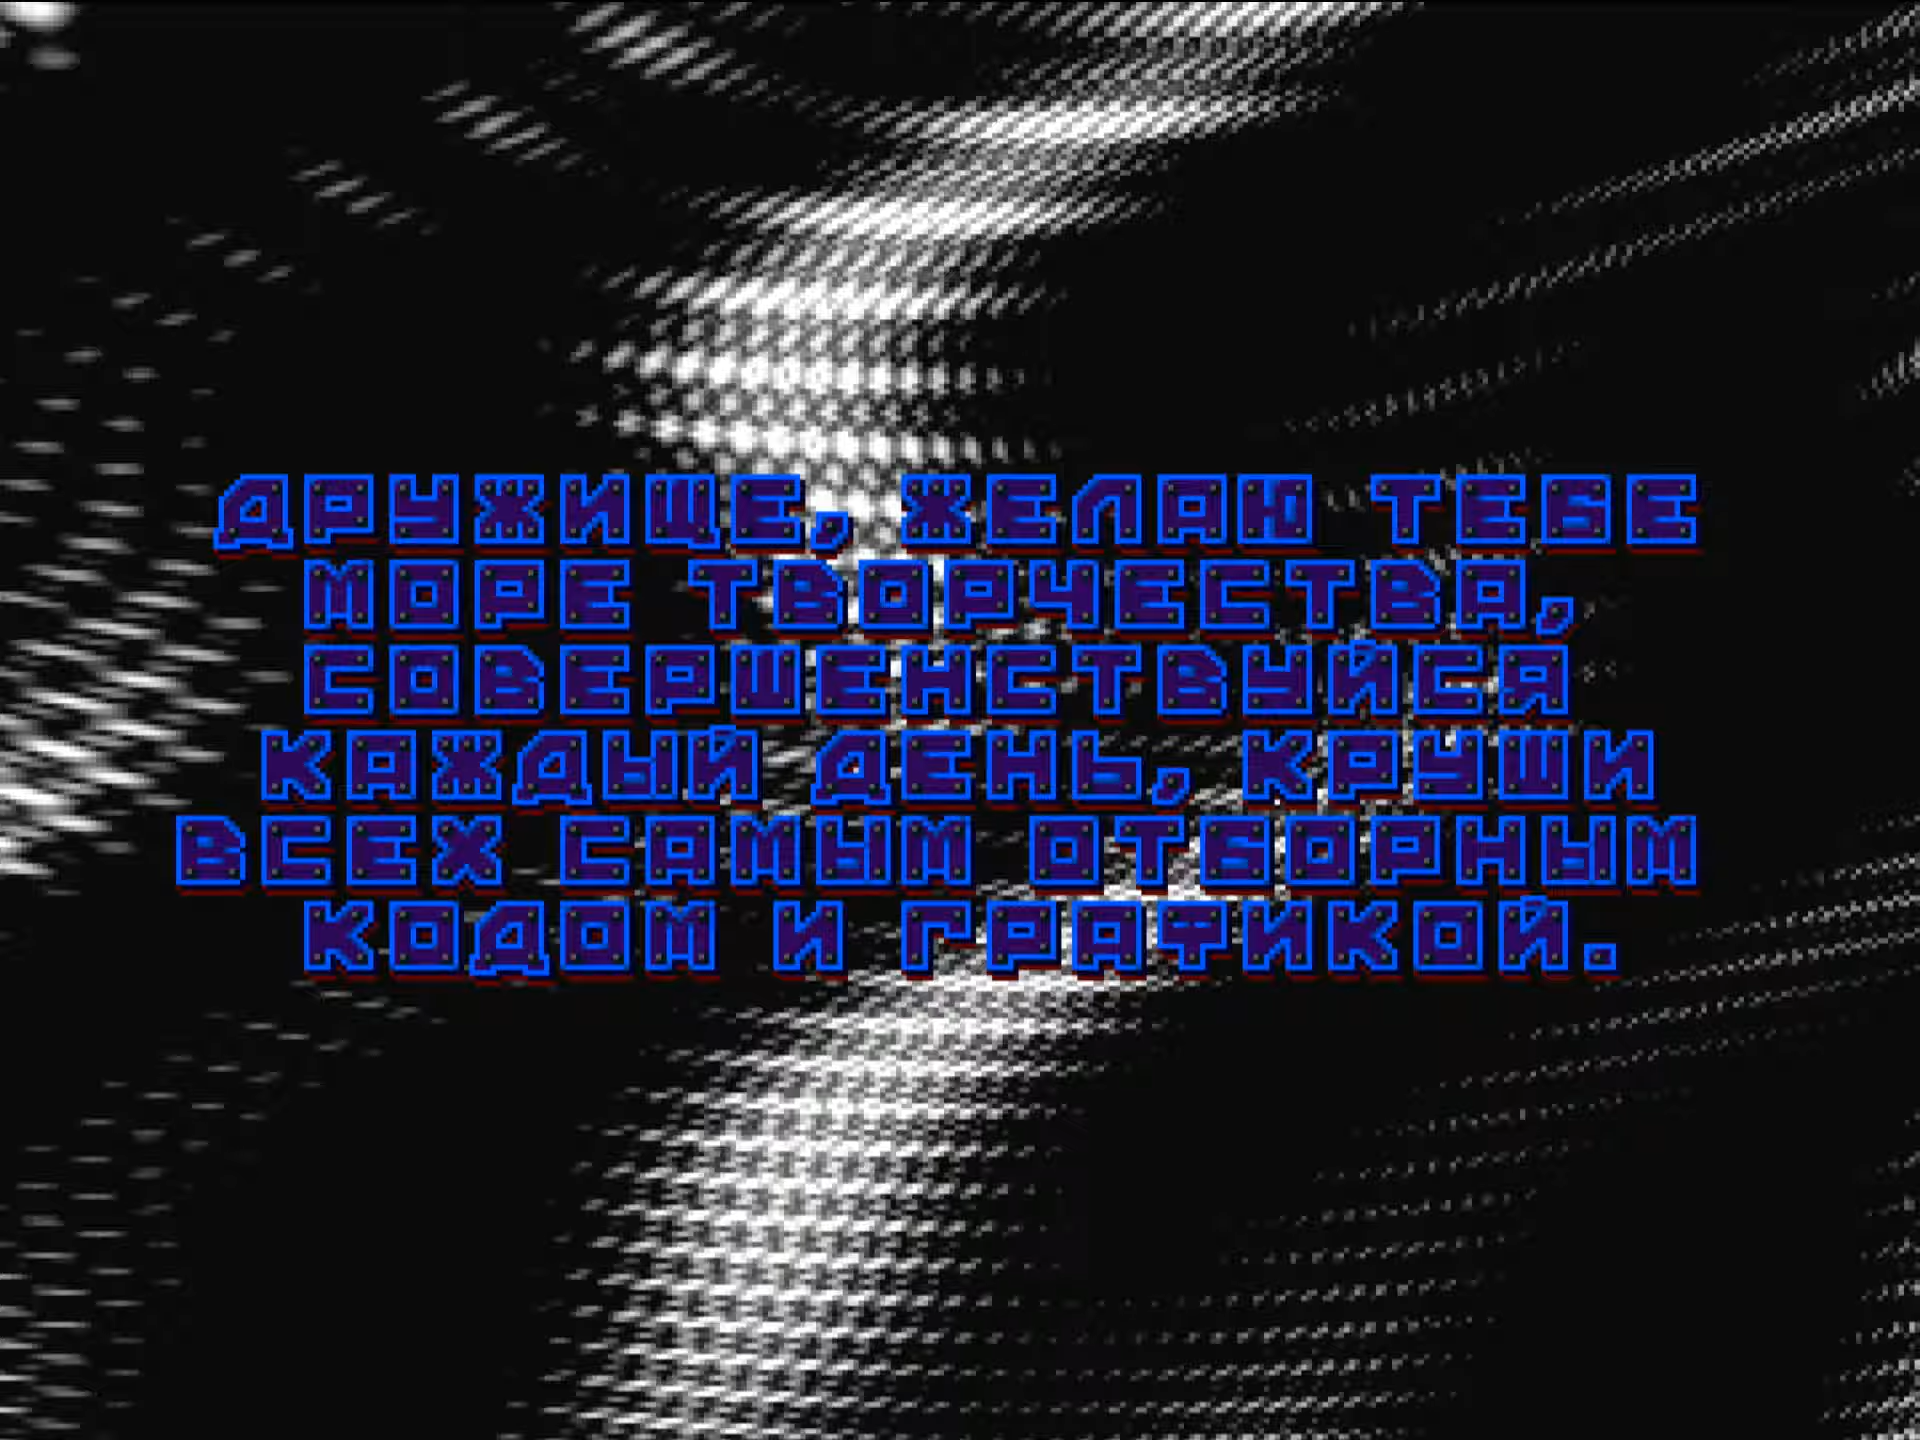 ДРУЖИЩЕ, ЖЕЛАЮ ТЕБЕ
МОРЕ ТВОРЧЕСТВА,
СОВЕРШЕНСТВУЙСЯ
КАЖДЫЙ ДЕНЬ, КРУШИ
ВСЕХ САМЫМ ОТБОРНЫМ
КОДОМ И ГРАФИКОЙ.